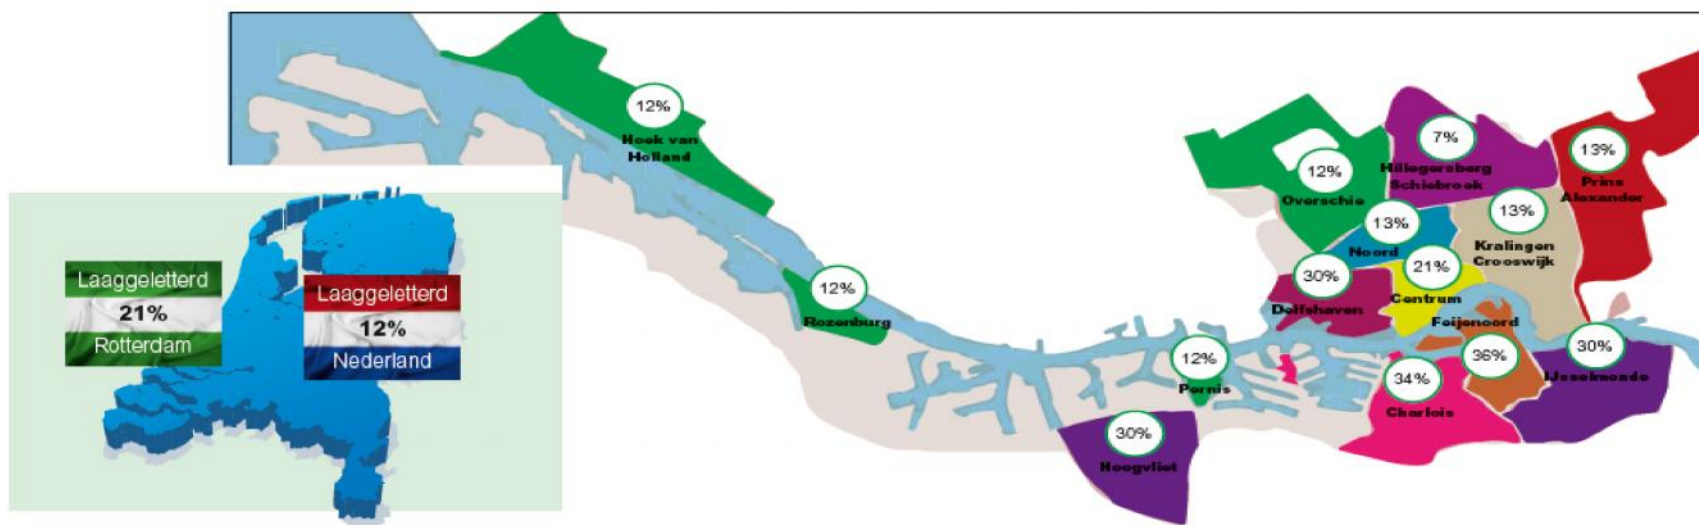 12%
Hoek van
Holland
7%
Hillegersberg
Schiebroek
13%
Prins
Alexander
12%
Overschie
13%
Noord
13%
Kralingen
Crooswijk
Laaggeletterd
21%
Rotterdam
Laaggeletterd
12%
Nederland
12%
Rozenburg
30%
Delfshaven
21%
Centrum
Feijenoord
36%
30%
IJsselmonde
12%
Pernis
34%
Charlois
30%
Hoogvliet